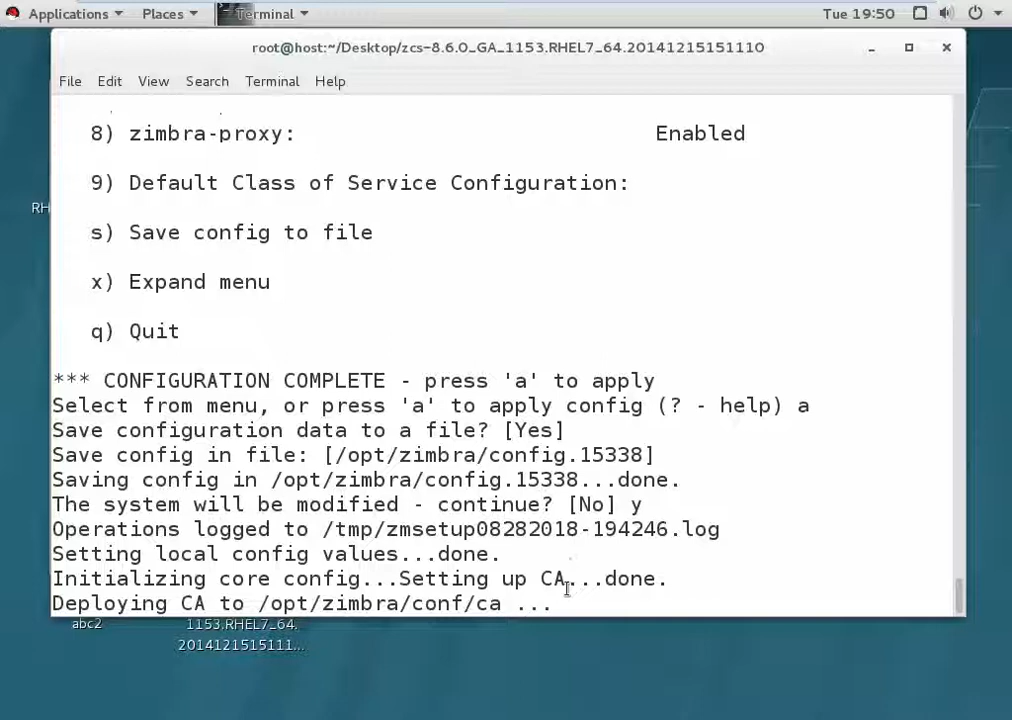 Applications Places Terminal Tue 19:50
root@host:~/Desktop/zcs-8.6.0_GA_1153.RHEL7_64.20141215151110
File Edit View Search Terminal Help
8) zimbra-proxy: Enabled
9) Default Class of Service Configuration:
s) Save config to file
x) Expand menu
q) Quit
*** CONFIGURATION COMPLETE - press 'a' to apply
Select from menu, or press 'a' to apply config (? - help) a
Save configuration data to a file? [Yes]
Save config in file: [/opt/zimbra/config.15338]
Saving config in /opt/zimbra/config.15338...done.
The system will be modified - continue? [No] y
Operations logged to /tmp/zmsetup08282018-194246.log
Setting local config values...done.
Initializing core config...Setting up CA...done.
Deploying CA to /opt/zimbra/conf/ca ...
RH
abc2 1153.RHEL7_64.
2014121515111...